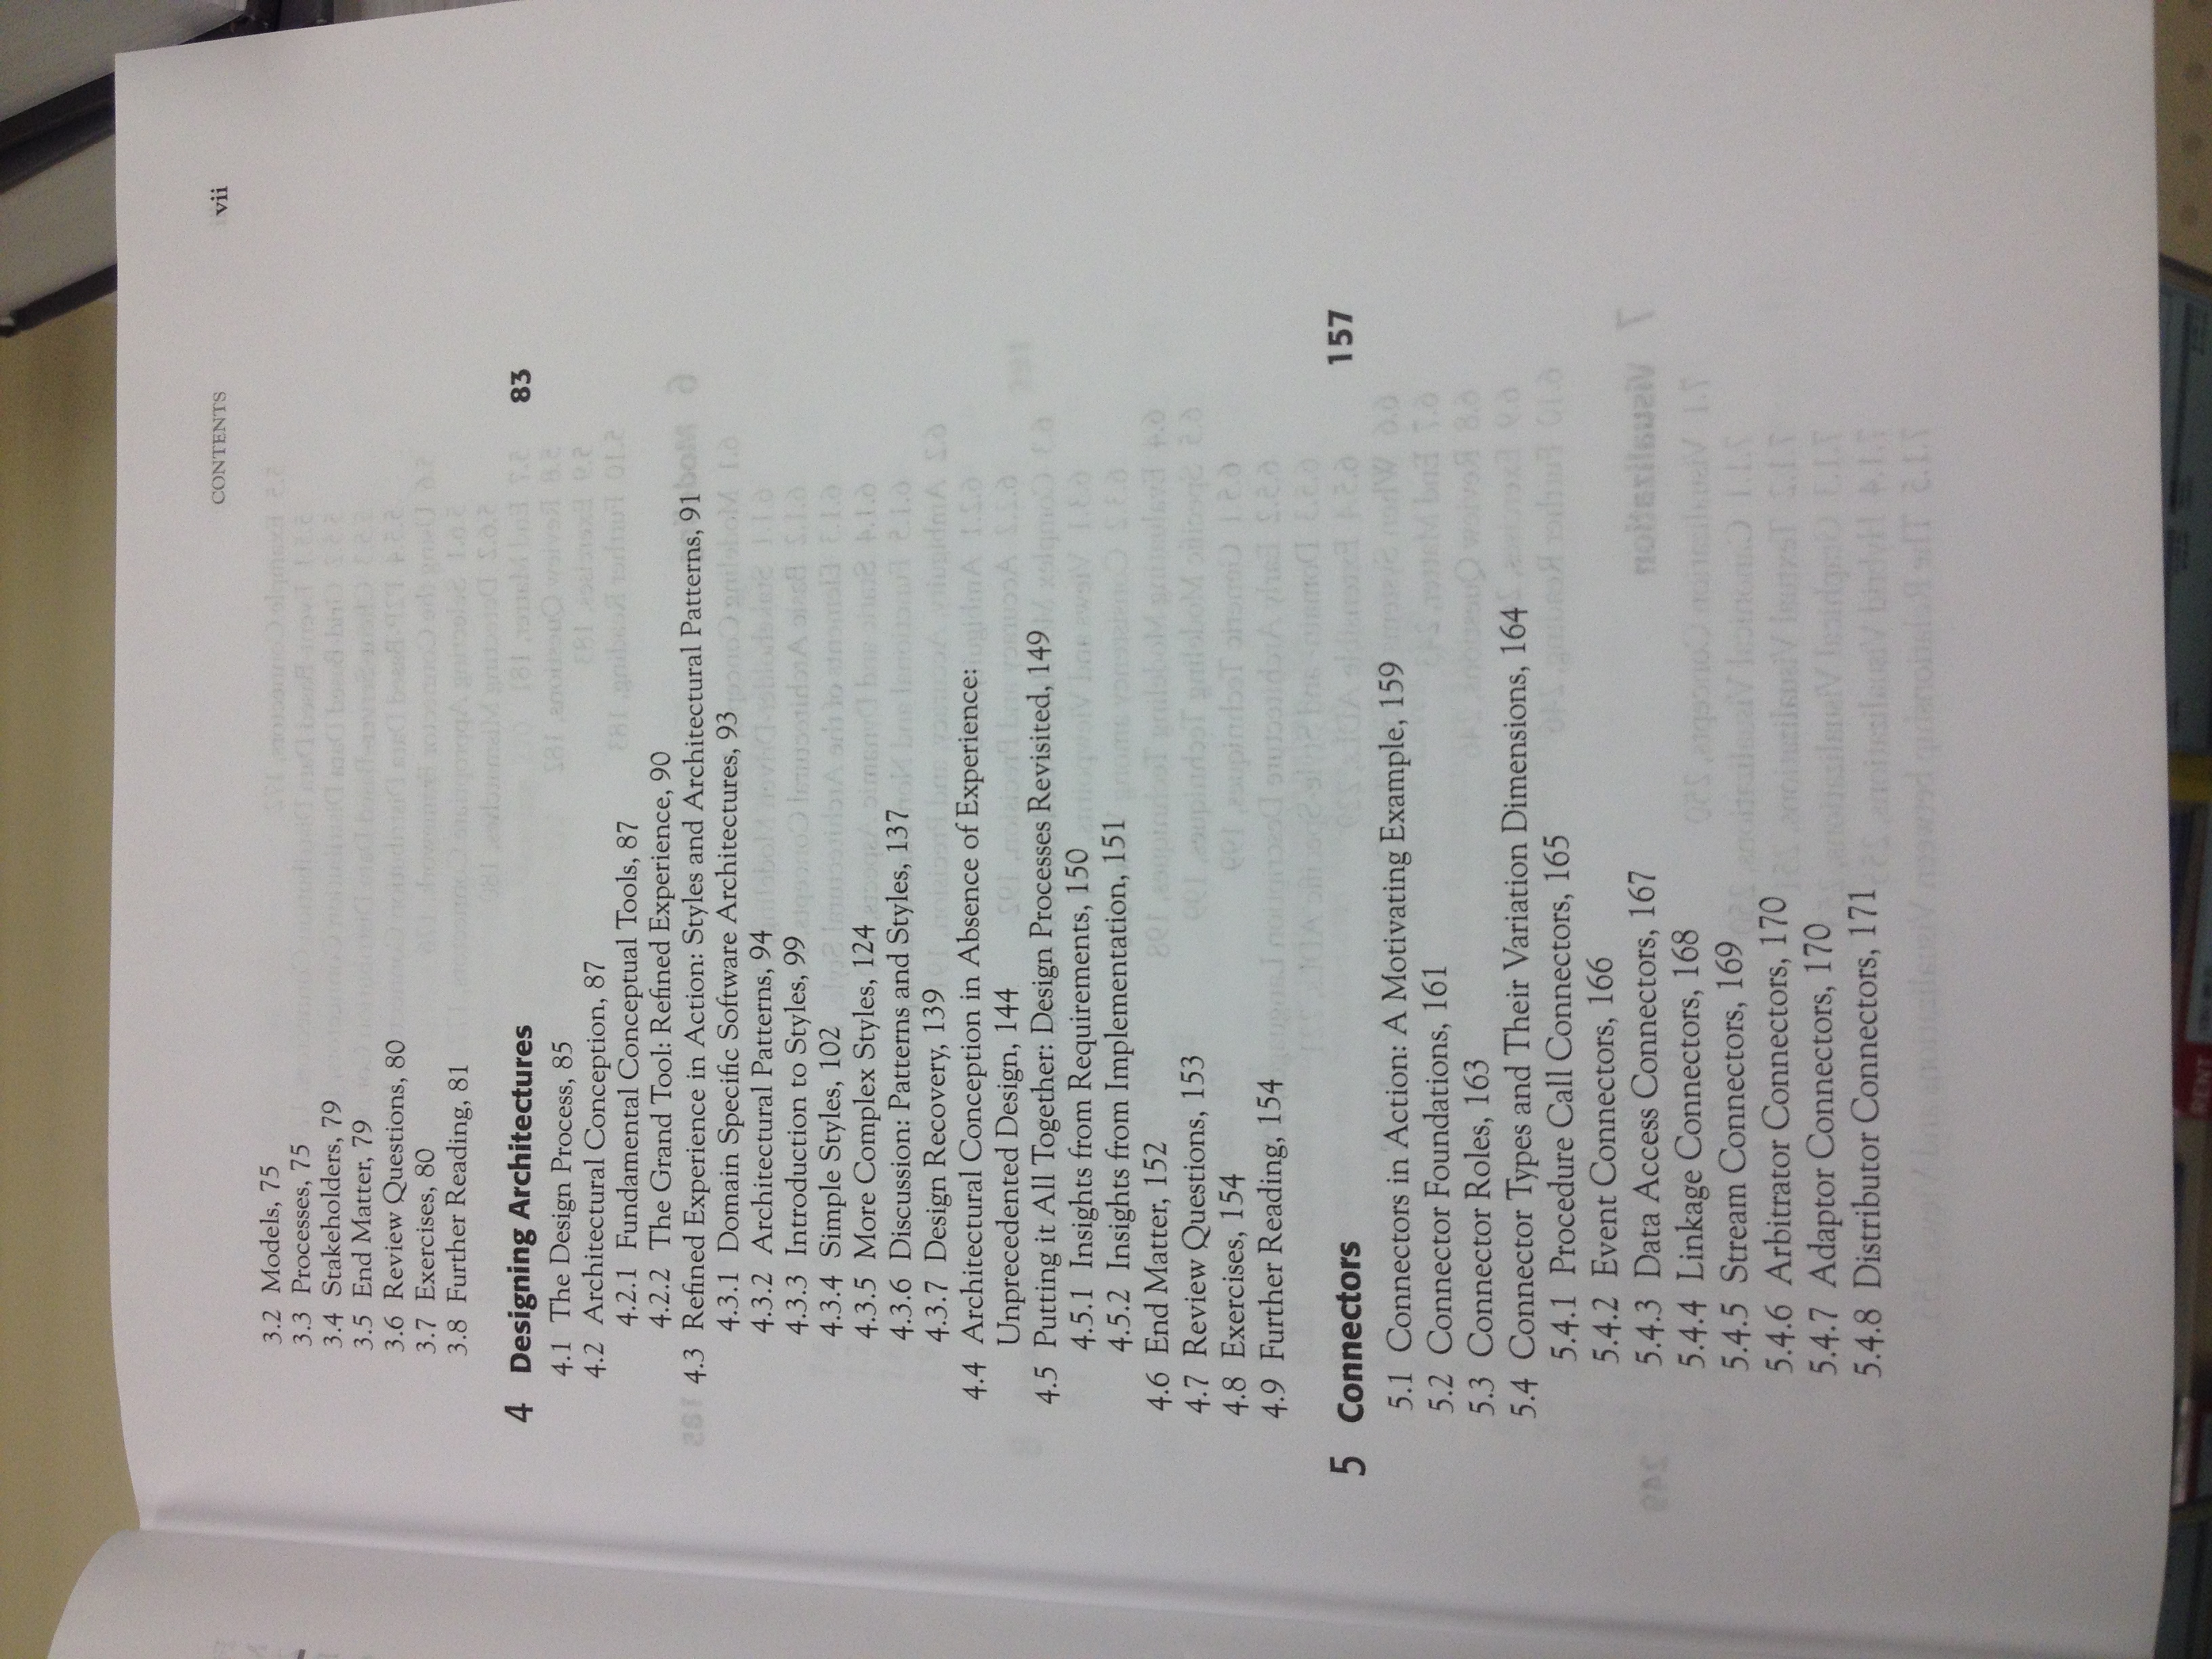 CONTENTS vii
3.2 Models, 75
3.3 Processes, 75
3.4 Stakeholders, 79
3.5 End Matter, 79
3.6 Review Questions, 80
3.7 Exercises, 80
3.8 Further Reading, 81
4 Designing Architectures 83
4.1 The Design Process, 85
4.2 Architectural Conception, 87
4.2.1 Fundamental Conceptual Tools, 87
4.2.2 The Grand Tool: Refined Experience, 90
4.3 Refined Experience in Action: Styles and Architectural Patterns, 91
4.3.1 Domain Specific Software Architectures, 93
4.3.2 Architectural Patterns, 94
4.3.3 Introduction to Styles, 99
4.3.4 Simple Styles, 102
4.3.5 More Complex Styles, 124
4.3.6 Discussion: Patterns and Styles, 137
4.3.7 Design Recovery, 139
4.4 Architectural Conception in Absence of Experience:
Unprecedented Design, 144
4.5 Putting it All Together: Design Processes Revisited, 149
4.5.1 Insights from Requirements, 150
4.5.2 Insights from Implementation, 151
4.6 End Matter, 152
4.7 Review Questions, 153
4.8 Exercises, 154
4.9 Further Reading, 154
5 Connectors 157
5.1 Connectors in Action: A Motivating Example, 159
5.2 Connector Foundations, 161
5.3 Connector Roles, 163
5.4 Connector Types and Their Variation Dimensions, 164
5.4.1 Procedure Call Connectors, 165
5.4.2 Event Connectors, 166
5.4.3 Data Access Connectors, 167
5.4.4 Linkage Connectors, 168
5.4.5 Stream Connectors, 169
5.4.6 Arbitrator Connectors, 170
5.4.7 Adaptor Connectors, 170
5.4.8 Distributor Connectors, 171
RENT